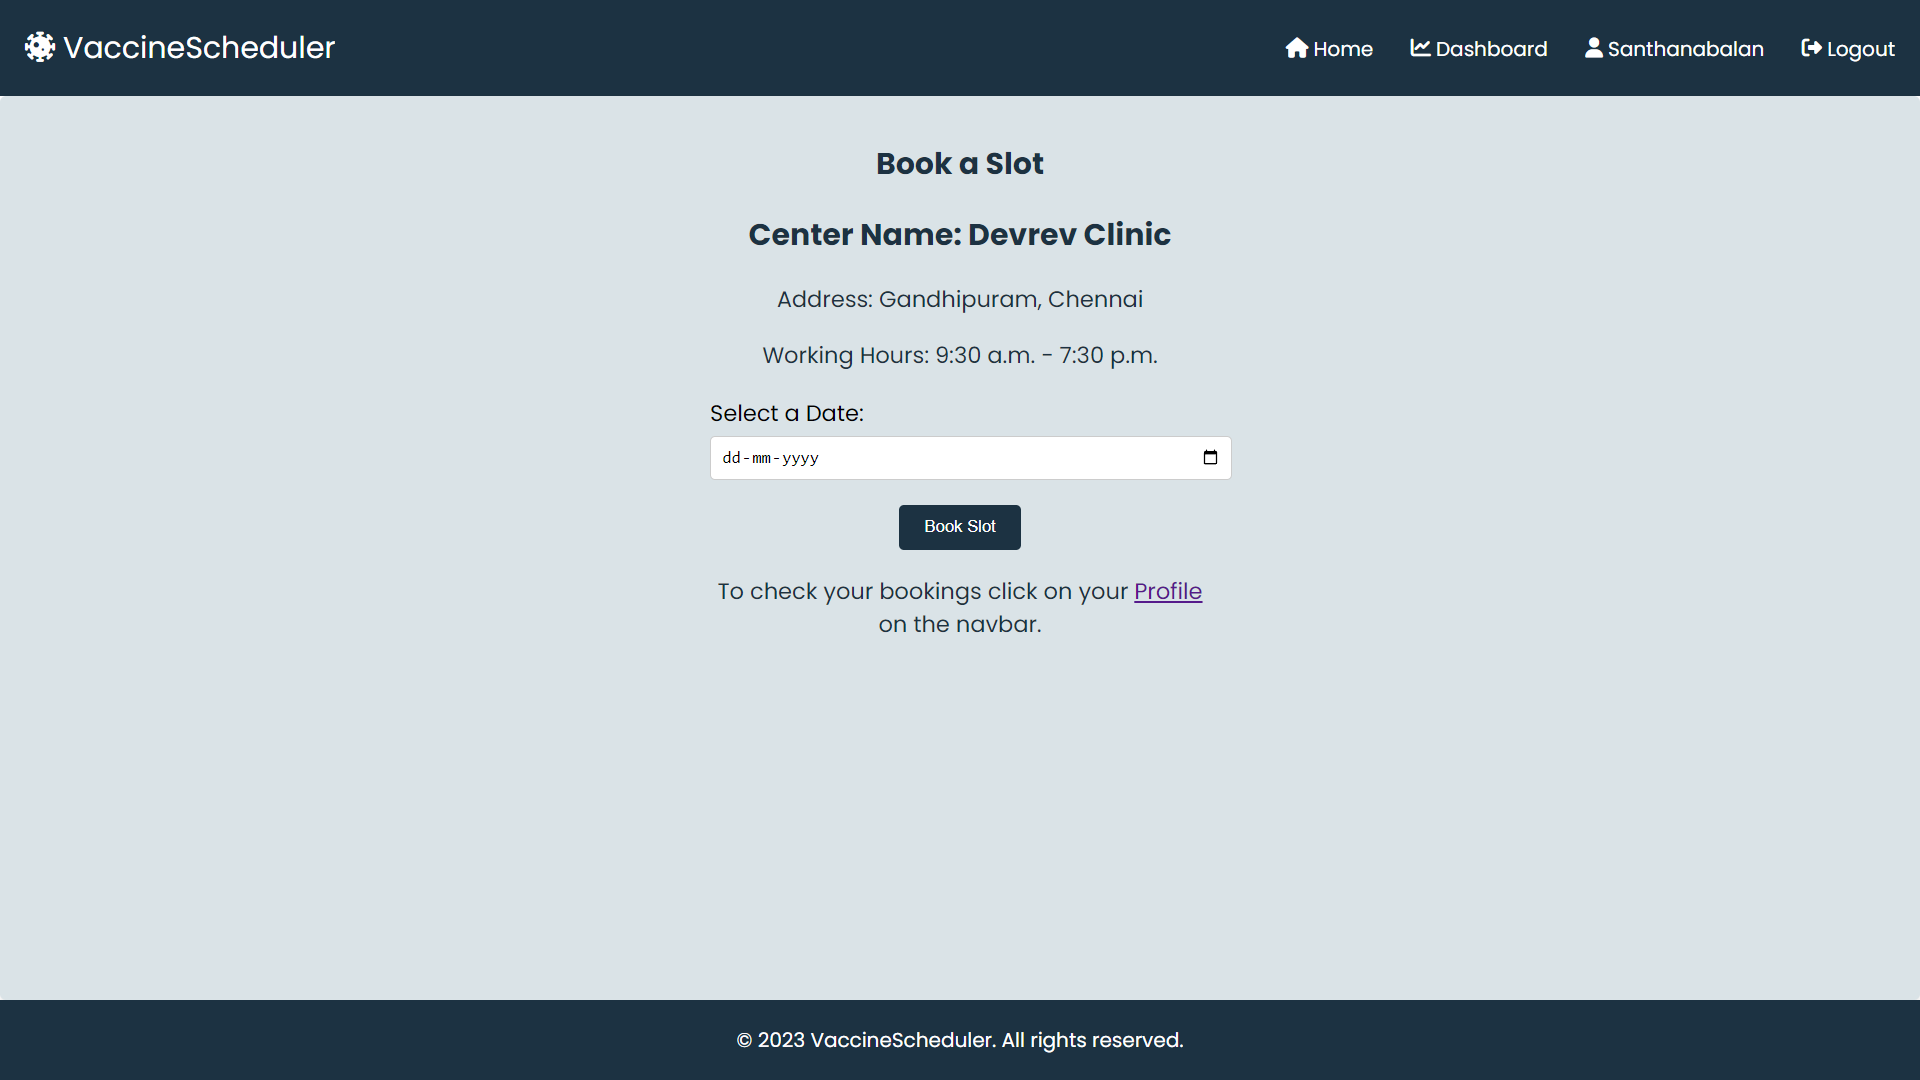 VaccineScheduler
Home
Dashboard
Santhanabalan
Logout
Book a Slot
Center Name: Devrev Clinic
Address: Gandhipuram, Chennai
Working Hours: 9:30 a.m. - 7:30 p.m.
Select a Date:
dd-mm-yyyy
Book Slot
To check your bookings click on your Profile
on the navbar.
© 2023 VaccineScheduler. All rights reserved.